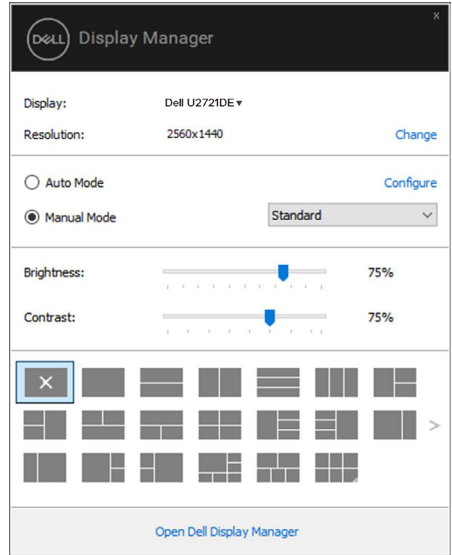 x
DELL Display Manager
Display: Dell U2721DE
Resolution: 2560x1440 Change
Auto Mode Configure
Manual Mode Standard
Brightness: 75%
Contrast: 75%
Open Dell Display Manager